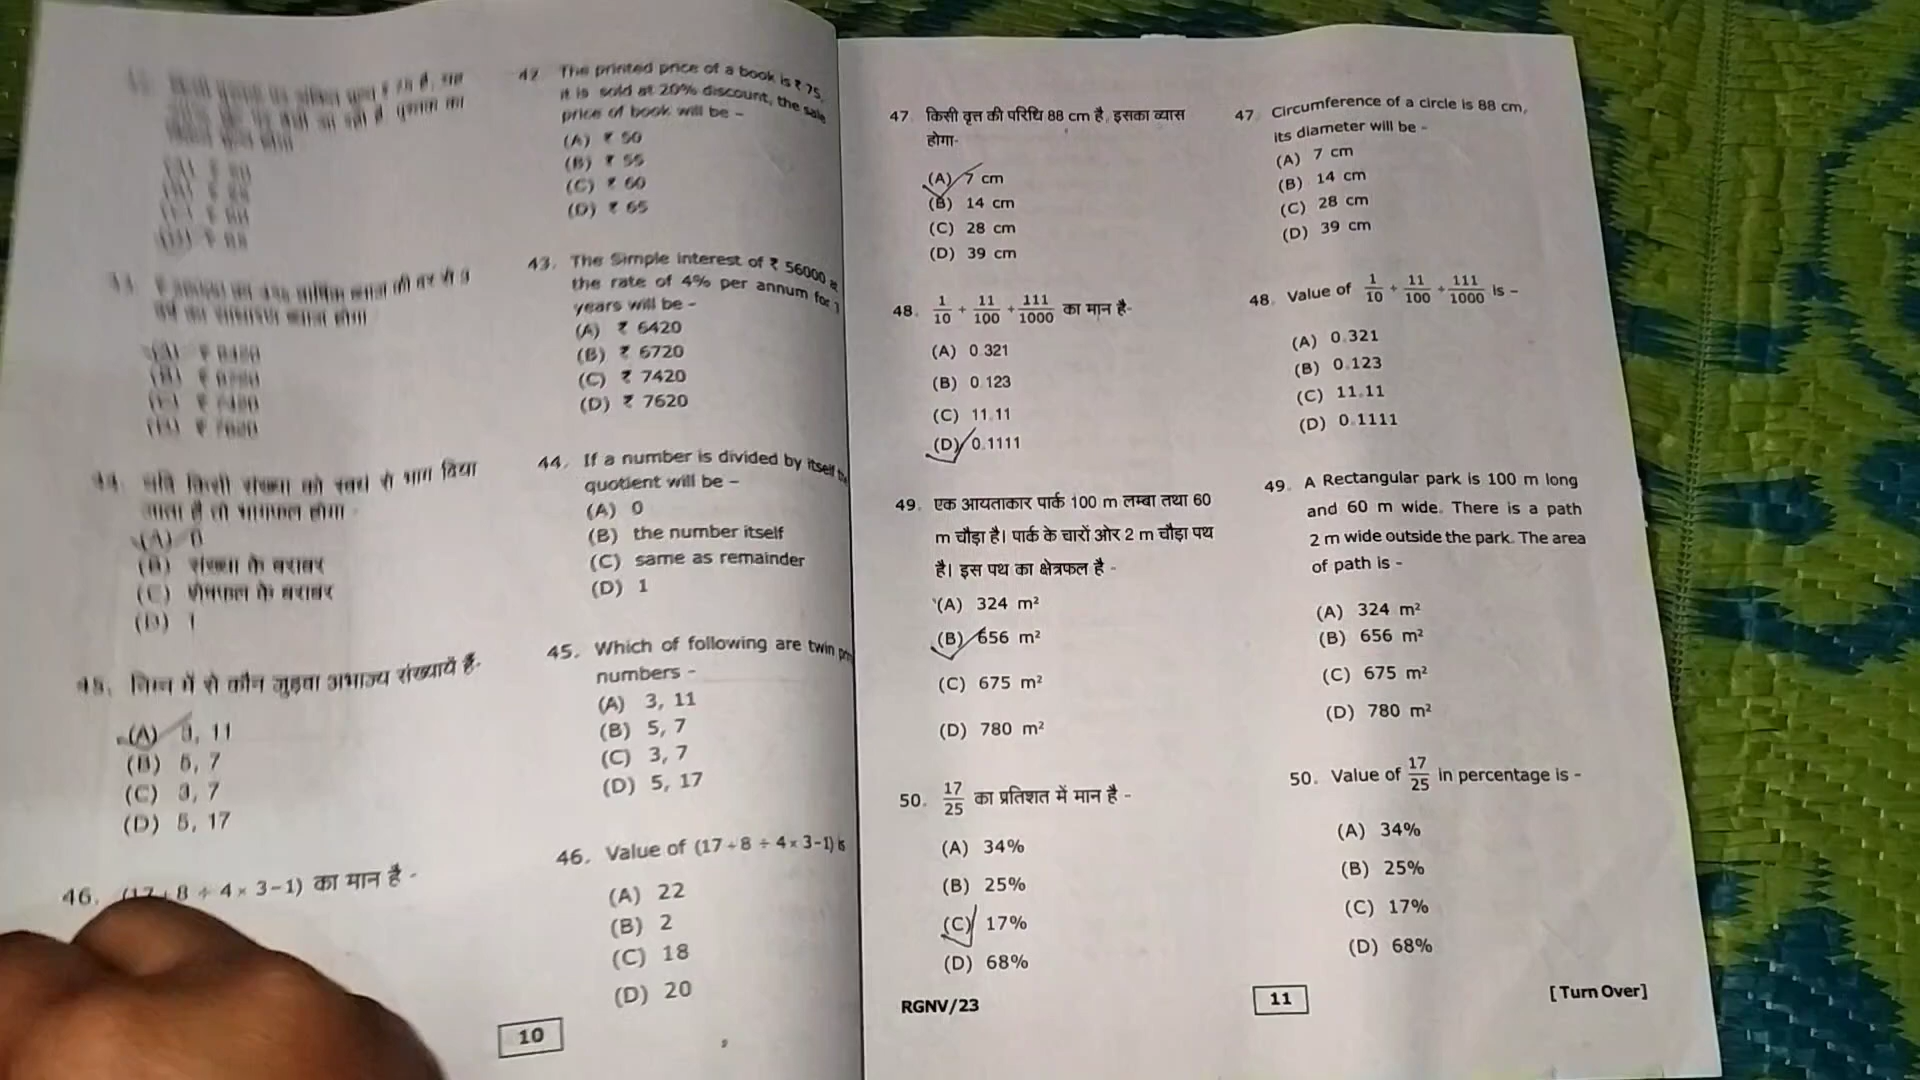 42. The printed price of a book is ₹ 75,
it is sold at 20% discount, the sale
price of book will be -
(A) ₹ 50
(B) ₹ 55
(C) ₹ 60
(D) ₹ 65
43. The Simple interest of ₹ 56000 at
the rate of 4% per annum for 3
years will be -
(A) ₹ 6420
(B) ₹ 6720
(C) ₹ 7420
(D) ₹ 7620
44. यदि किसी संख्या को स्वयं से भाग दिया
जाता है तो भागफल होगा -
(A) 0
(B) संख्या के बराबर
(C) शेषफल के बराबर
(D) 1
44. If a number is divided by itself
quotient will be -
(A) 0
(B) the number itself
(C) same as remainder
(D) 1
45. निम्न में से कौन जुड़वा अभाज्य संख्यायें हैं-
(A) 3, 11
(B) 5, 7
(C) 3, 7
(D) 5, 17
45. Which of following are twin
numbers -
(A) 3, 11
(B) 5, 7
(C) 3, 7
(D) 5, 17
46. (17+8 ÷ 4 × 3-1) का मान है -
46. Value of (17+8 ÷ 4× 3-1) is
(A) 22
(B) 2
(C) 18
(D) 20
10
47. किसी वृत्त की परिधि 88 cm है, इसका व्यास
होगा-
(A) 7 cm
(B) 14 cm
(C) 28 cm
(D) 39 cm
48. 1/10 + 11/100 + 111/1000 का मान है-
(A) 0.321
(B) 0.123
(C) 11.11
(D) 0.1111
49. एक आयताकार पार्क 100 m लम्बा तथा 60
m चौड़ा है। पार्क के चारों ओर 2 m चौड़ा पथ
है। इस पथ का क्षेत्रफल है -
(A) 324 m²
(B) 656 m²
(C) 675 m²
(D) 780 m²
50. 17/25 का प्रतिशत में मान है -
(A) 34%
(B) 25%
(C) 17%
(D) 68%
47. Circumference of a circle is 88 cm,
its diameter will be -
(A) 7 cm
(B) 14 cm
(C) 28 cm
(D) 39 cm
48. Value of 1/10 + 11/100 + 111/1000 is -
(A) 0.321
(B) 0.123
(C) 11.11
(D) 0.1111
49. A Rectangular park is 100 m long
and 60 m wide. There is a path
2 m wide outside the park. The area
of path is -
(A) 324 m²
(B) 656 m²
(C) 675 m²
(D) 780 m²
50. Value of 17/25 in percentage is -
(A) 34%
(B) 25%
(C) 17%
(D) 68%
RGNV/23
11
[ Turn Over]